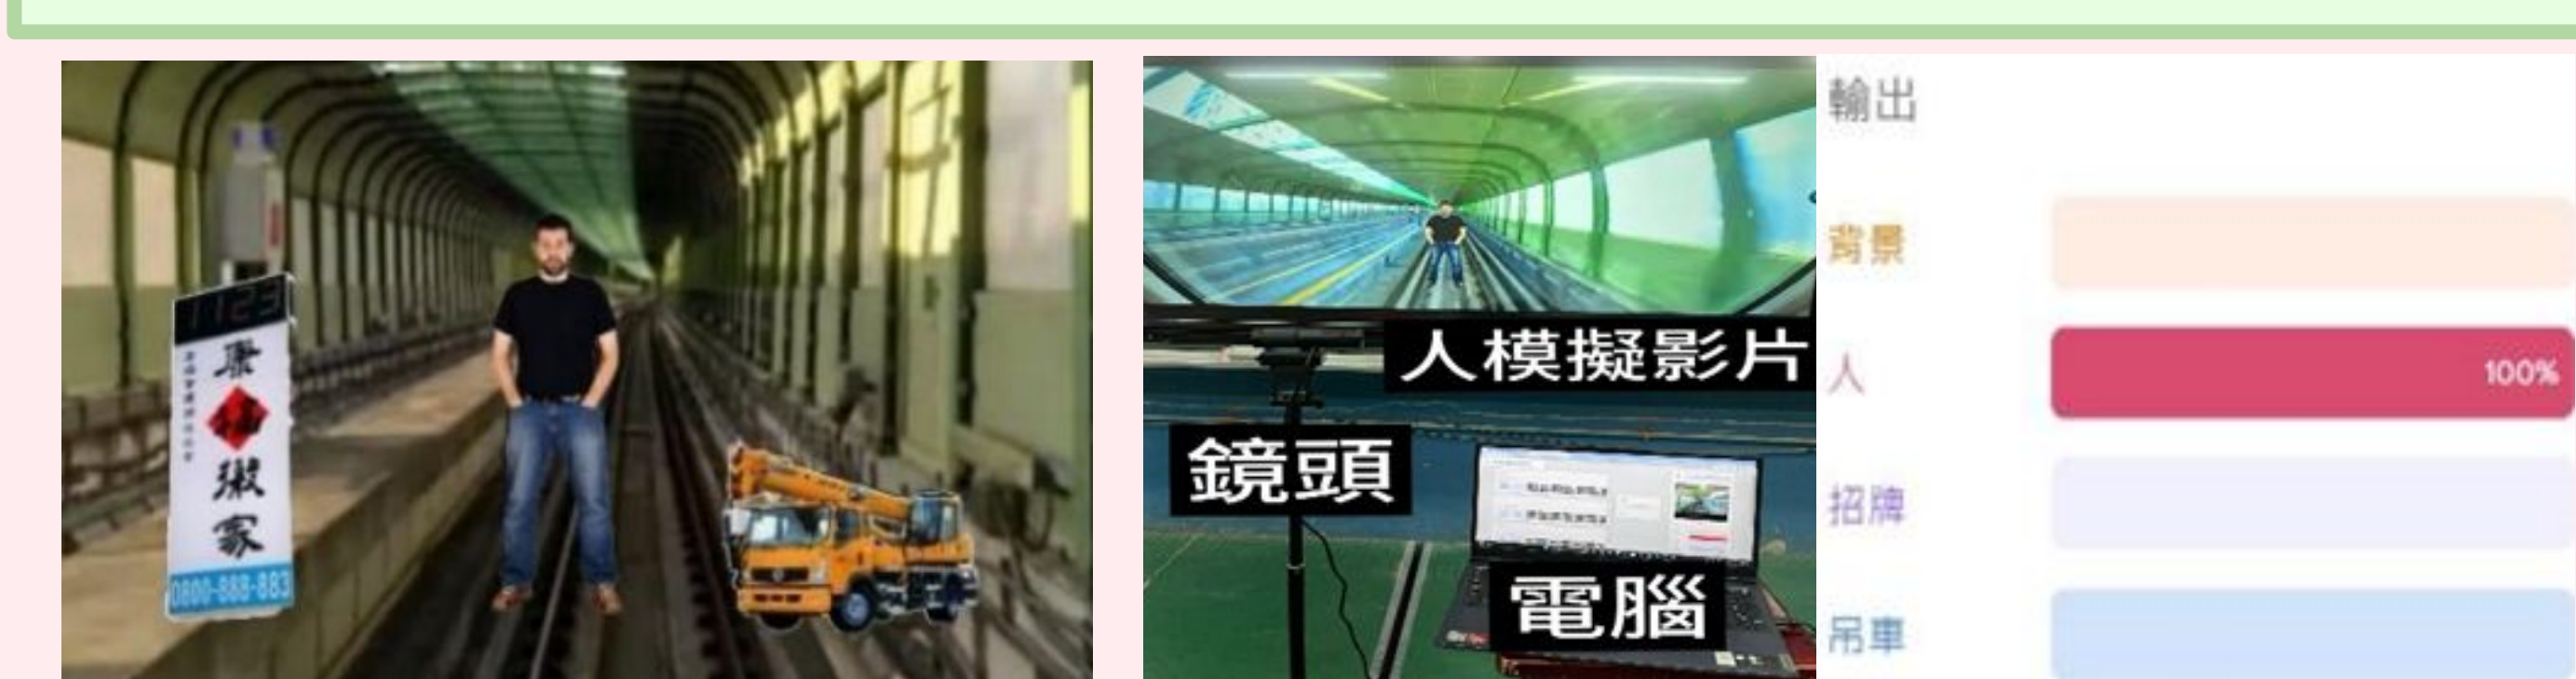 1123
康
福
搬
家
0800-888-883
人模擬影片
鏡頭
電腦
輸出
背景
人
100%
招牌
吊車